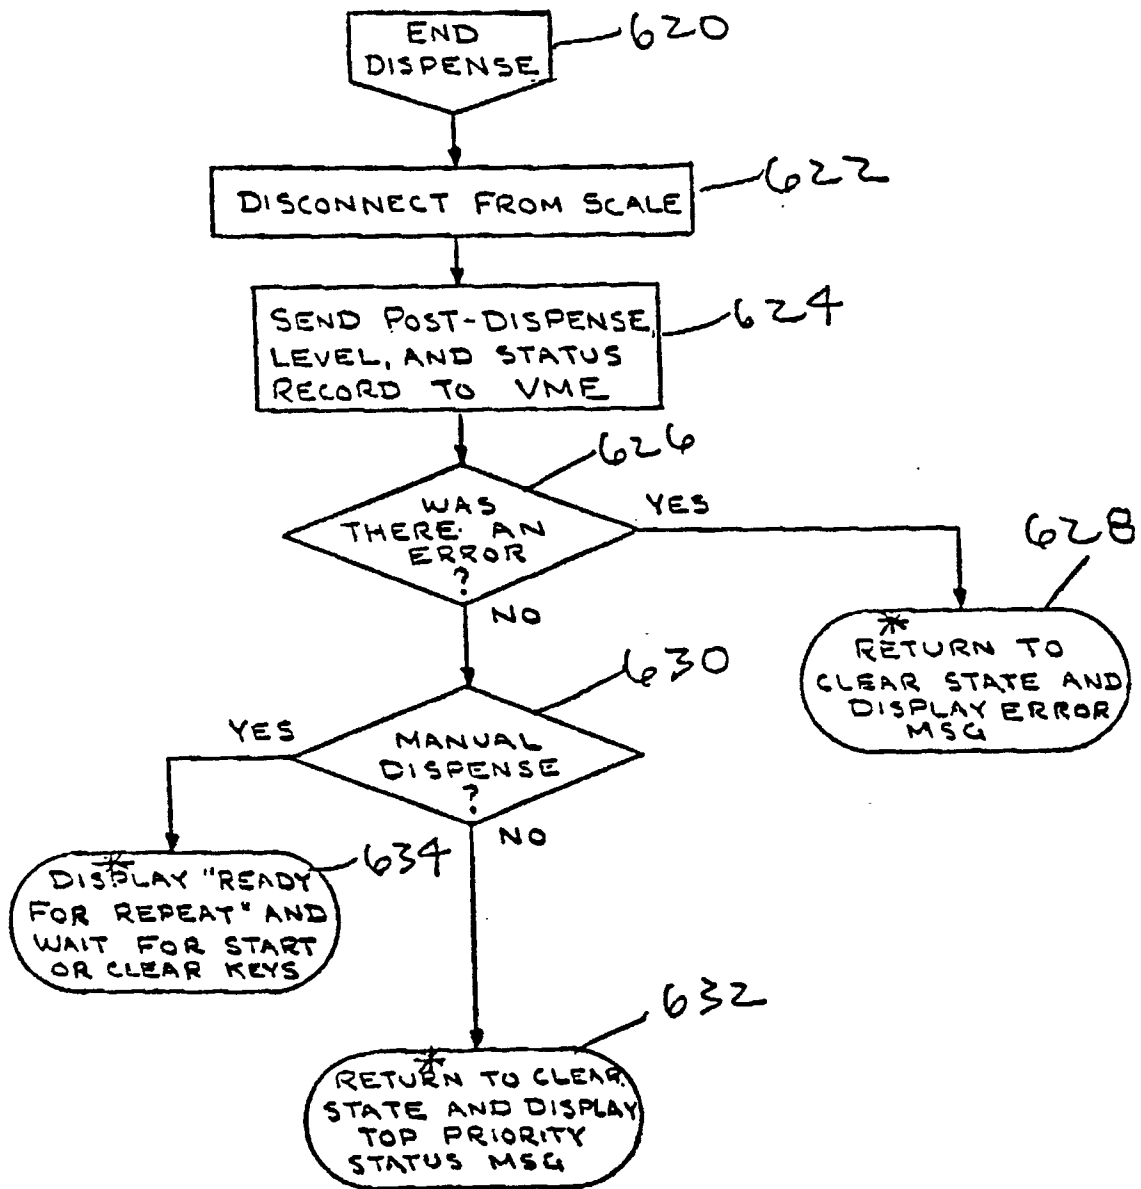 END
DISPENSE
620
DISCONNECT FROM SCALE
622
SEND POST-DISPENSE,
LEVEL, AND STATUS
RECORD TO VME
624
626
WAS
THERE AN
ERROR
?
YES
NO
628
*
RETURN TO
CLEAR STATE AND
DISPLAY ERROR
MSG
630
YES
MANUAL
DISPENSE
?
NO
634
*
DISPLAY "READY
FOR REPEAT" AND
WAIT FOR START
OR CLEAR KEYS
632
*
RETURN TO CLEAR
STATE AND DISPLAY
TOP PRIORITY
STATUS MSG